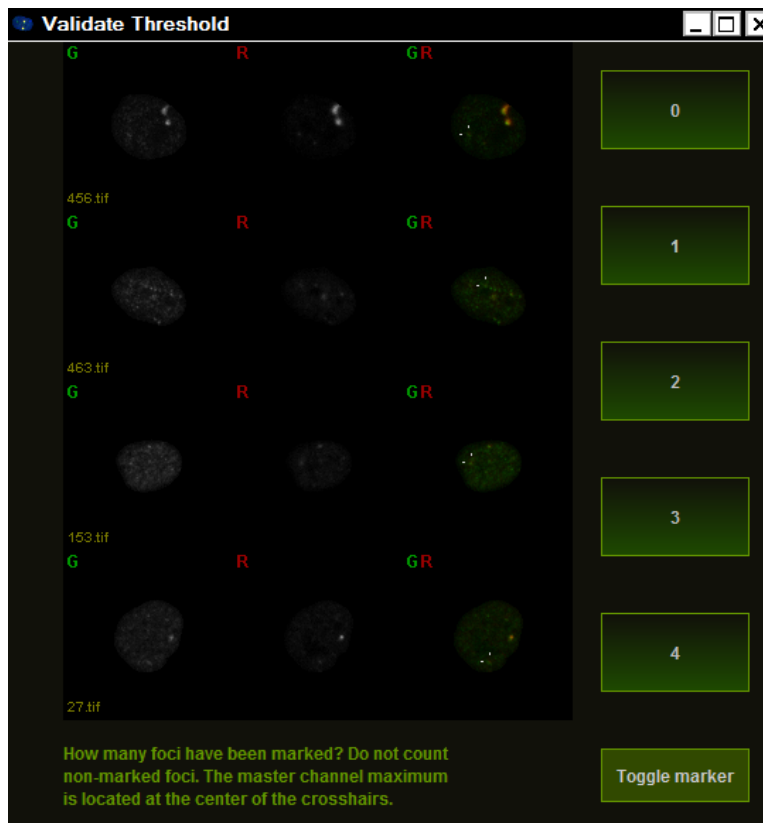 Validate Threshold
G R GR
456.tif
G R GR
463.tif
G R GR
153.tif
G R GR
27.tif
0
1
2
3
4
How many foci have been marked? Do not count
non-marked foci. The master channel maximum
is located at the center of the crosshairs.
Toggle marker